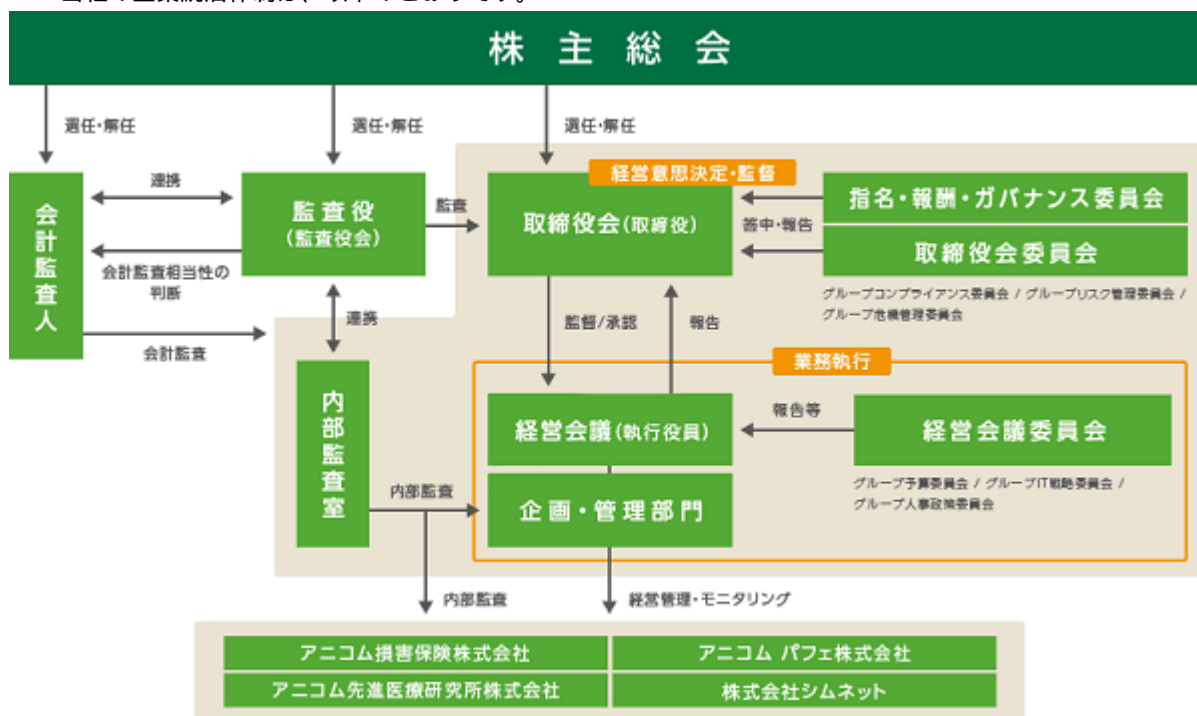 株主総会
選任・解任
選任・解任
選任・解任
経営意思決定・監督
会計監査人
連携
監査役
(監査役会)
監査
取締役会(取締役)
指名・報酬・ガバナンス委員会
答申・報告
取締役会委員会
会計監査相当性の
判断
グループコンプライアンス委員会 / グループリスク管理委員会 /
グループ危機管理委員会
会計監査
連携
監督/承認
報告
業務執行
内部監査室
経営会議(執行役員)
報告等
経営会議委員会
内部監査
企画・管理部門
グループ予算委員会 / グループIT戦略委員会 /
グループ人事政策委員会
内部監査
経営管理・モニタリング
アニコム損害保険株式会社
アニコム パフェ株式会社
アニコム先進医療研究所株式会社
株式会社シムネット